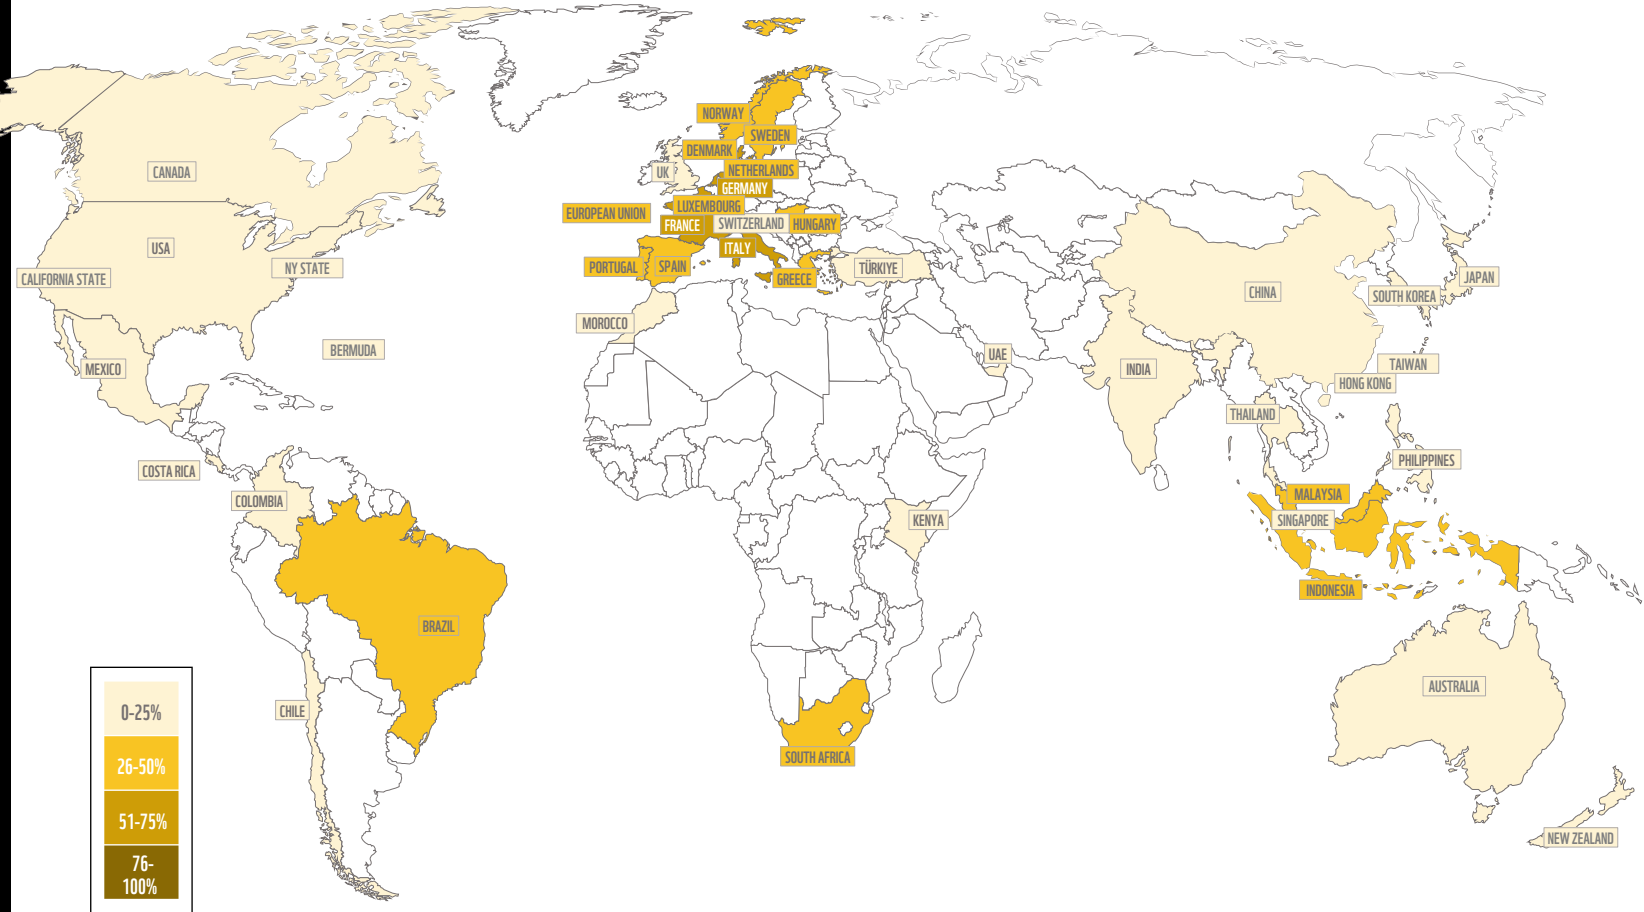 NORWAY
SWEDEN
DENMARK
NETHERLANDS
UK
CANADA
GERMANY
LUXEMBOURG
EUROPEAN UNION
FRANCE
SWITZERLAND
HUNGARY
USA
ITALY
NY STATE
PORTUGAL
SPAIN
TÜRKIYE
CALIFORNIA STATE
GREECE
JAPAN
CHINA
SOUTH KOREA
MOROCCO
BERMUDA
UAE
TAIWAN
MEXICO
INDIA
HONG KONG
THAILAND
PHILIPPINES
COSTA RICA
MALAYSIA
COLOMBIA
KENYA
SINGAPORE
INDONESIA
BRAZIL
AUSTRALIA
CHILE
SOUTH AFRICA
NEW ZEALAND
0-25%
26-50%
51-75%
76-
100%